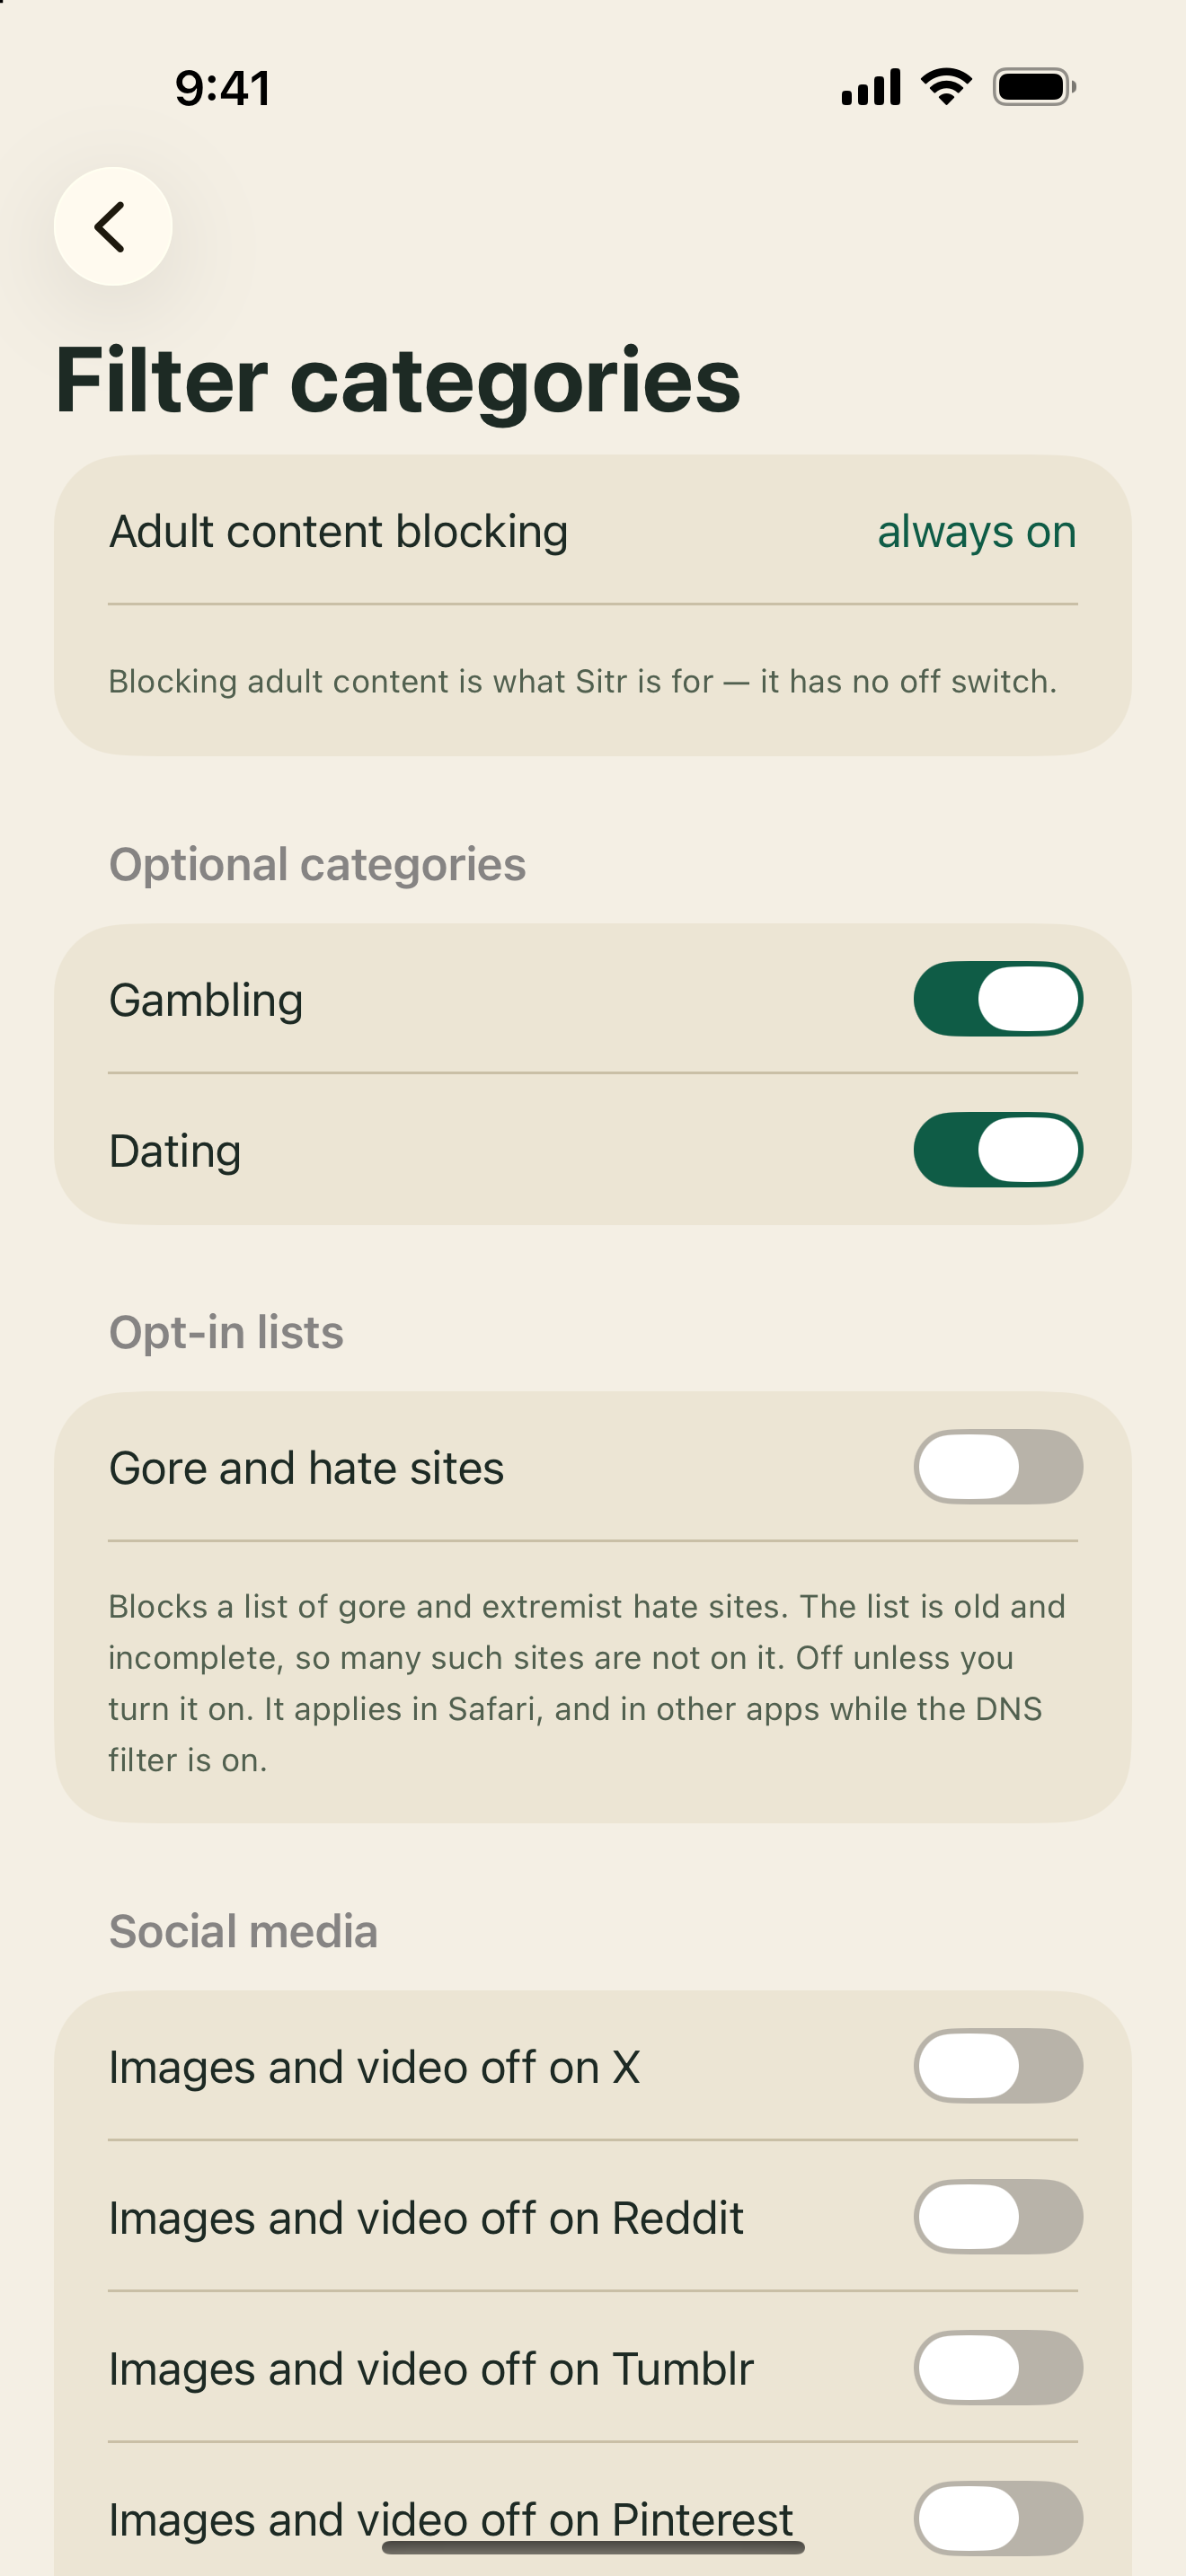 9:41
Filter categories
Adult content blocking always on
Blocking adult content is what Sitr is for — it has no off switch.
Optional categories
Gambling
Dating
Opt-in lists
Gore and hate sites
Blocks a list of gore and extremist hate sites. The list is old and
incomplete, so many such sites are not on it. Off unless you
turn it on. It applies in Safari, and in other apps while the DNS
filter is on.
Social media
Images and video off on X
Images and video off on Reddit
Images and video off on Tumblr
Images and video off on Pinterest